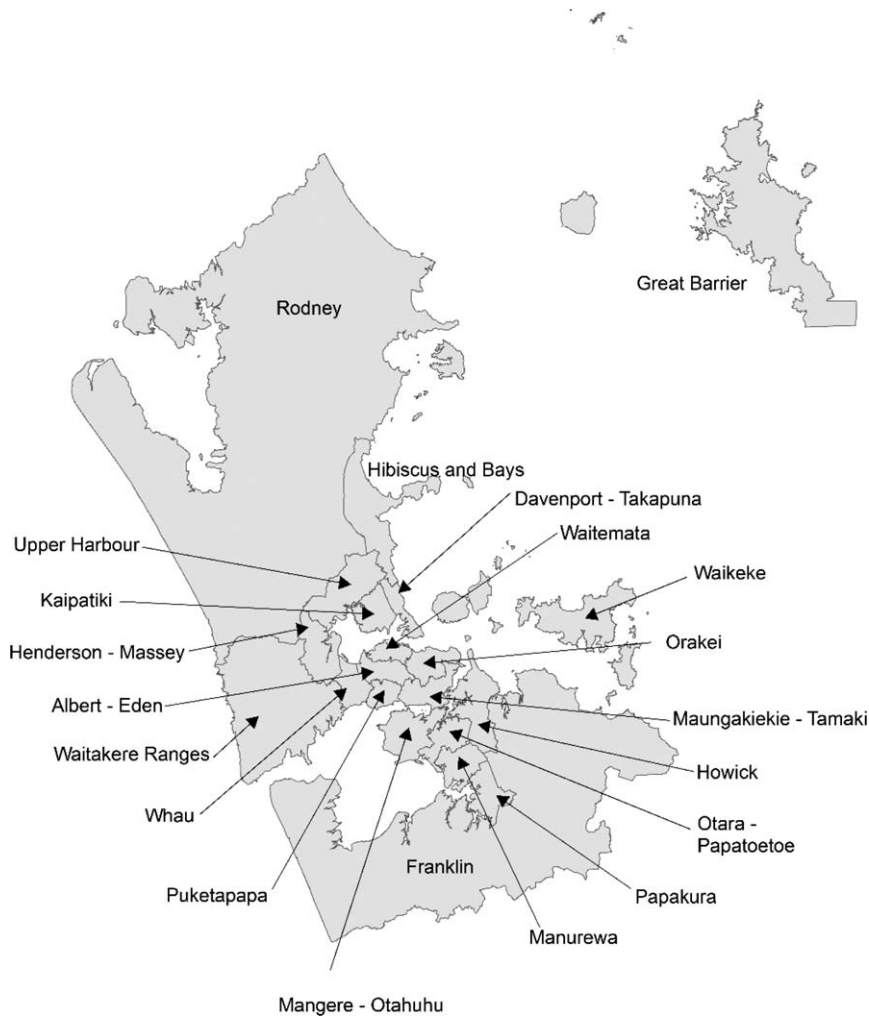 Great Barrier
Rodney
Hibiscus and Bays
Davenport - Takapuna
Waitemata
Upper Harbour
Waikeke
Kaipatiki
Orakei
Henderson - Massey
Albert - Eden
Maungakiekie - Tamaki
Waitakere Ranges
Howick
Whau
Otara -
Papatoetoe
Franklin
Puketapapa
Papakura
Manurewa
Mangere - Otahuhu